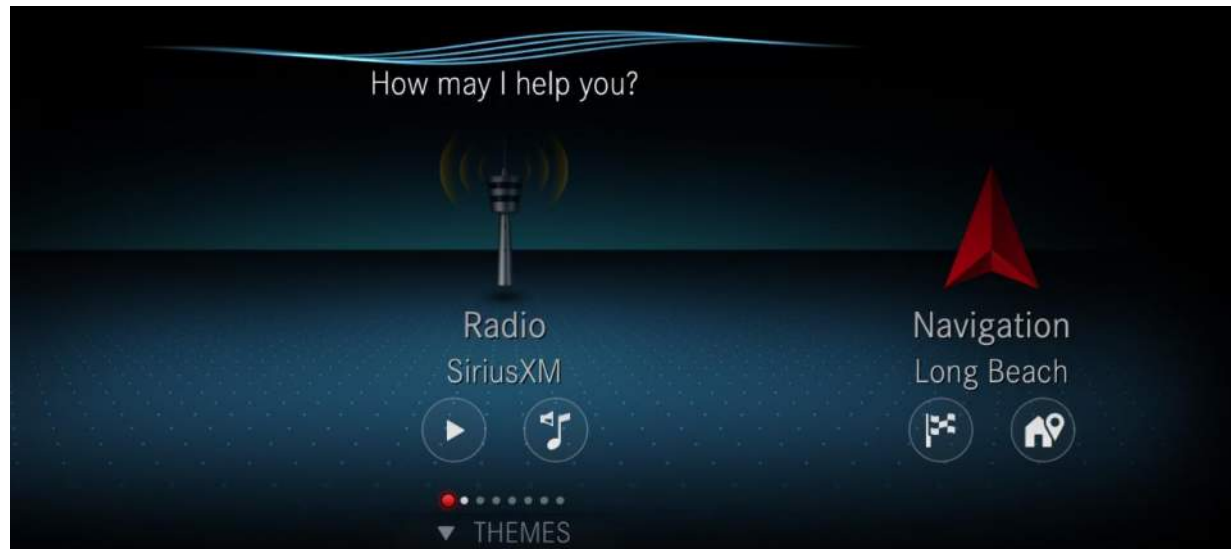 How may I help you?
Radio
SiriusXM
Navigation
Long Beach
THEMES